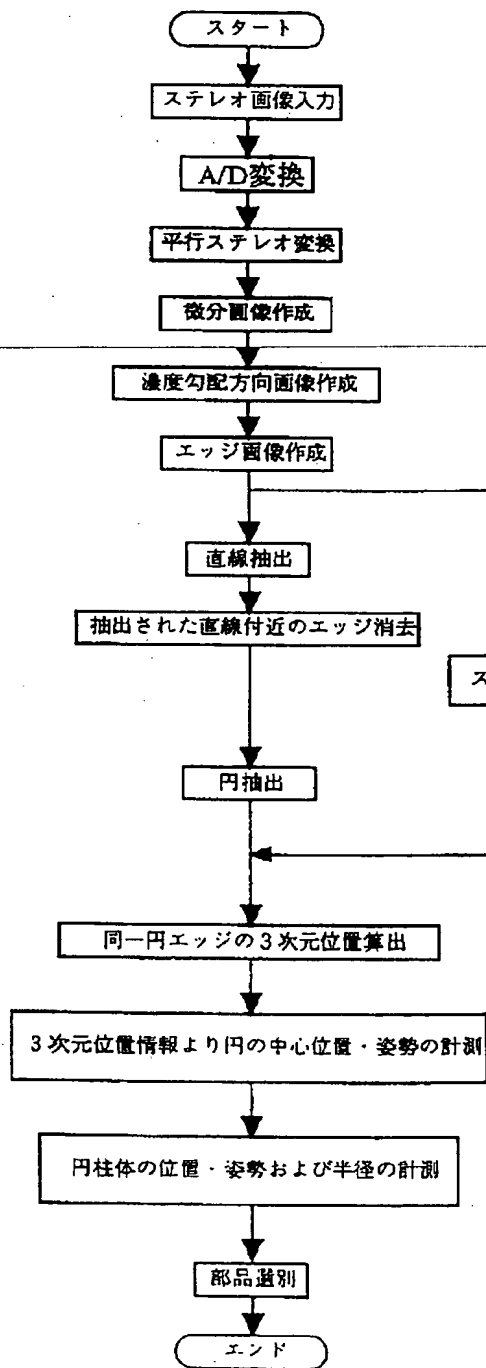 スタート
ステレオ画像入力
A/D変換
平行ステレオ変換
微分画像作成
濃度勾配方向画像作成
エッジ画像作成
直線抽出
抽出された直線付近のエッジ消去
ス
円抽出
同一円エッジの3次元位置算出
3次元位置情報より円の中心位置・姿勢の計測
円柱体の位置・姿勢および半径の計測
部品選別
エンド